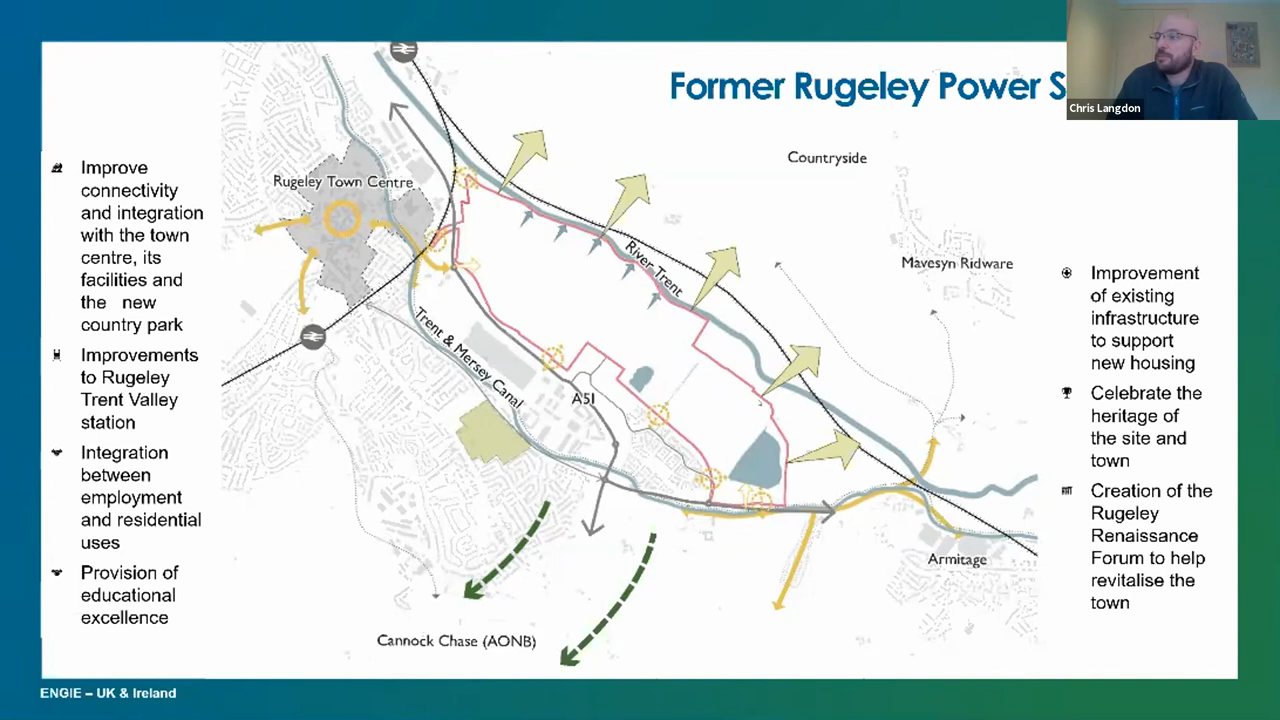 Former Rugeley Power S
Chris Langdon
Improve
connectivity
and integration
with the town
centre, its
facilities and
the new
country park
Improvements
to Rugeley
Trent Valley
station
Integration
between
employment
and residential
uses
Provision of
educational
excellence
Rugeley Town Centre
Countryside
River Trent
Mavesyn Ridware
Trent & Mersey Canal
A51
Armitage
Cannock Chase (AONB)
Improvement
of existing
infrastructure
to support
new housing
Celebrate the
heritage of
the site and
town
Creation of the
Rugeley
Renaissance
Forum to help
revitalise the
town
ENGIE – UK & Ireland